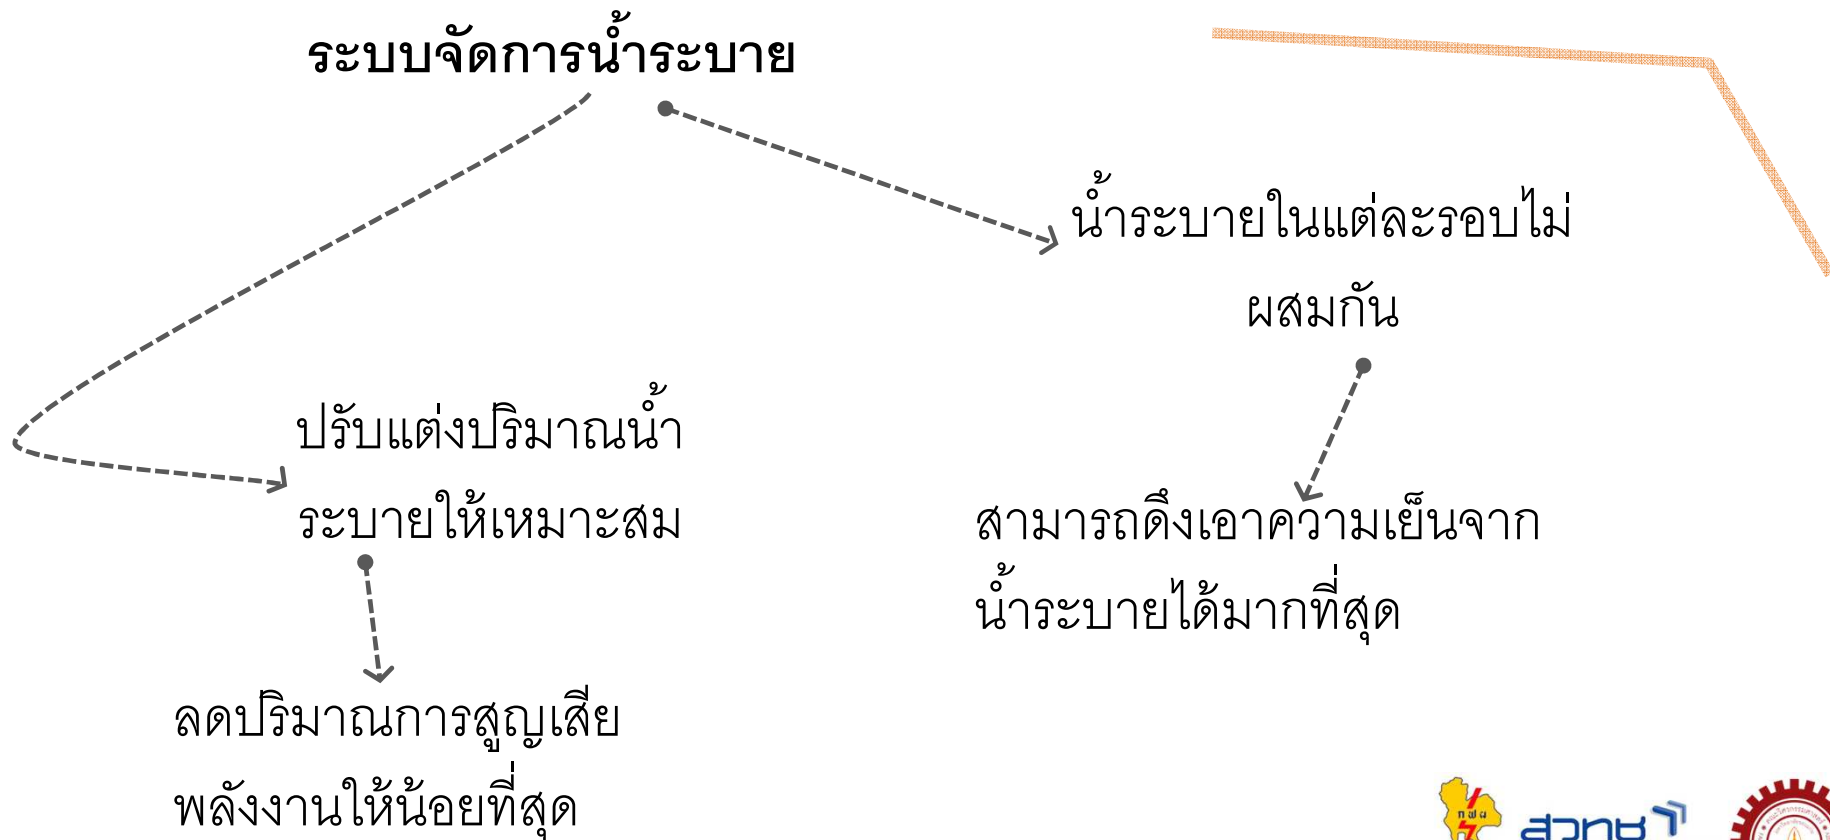 ระบบจัดการน้ำระบาย
น้ำระบายในแต่ละรอบไม่
ผสมกัน
ปรับแต่งปริมาณน้ำ
ระบายให้เหมาะสม
สามารถดึงเอาความเย็นจาก
น้ำระบายได้มากที่สุด
ลดปริมาณการสูญเสีย
พลังงานให้น้อยที่สุด
กฟผ
สวทช